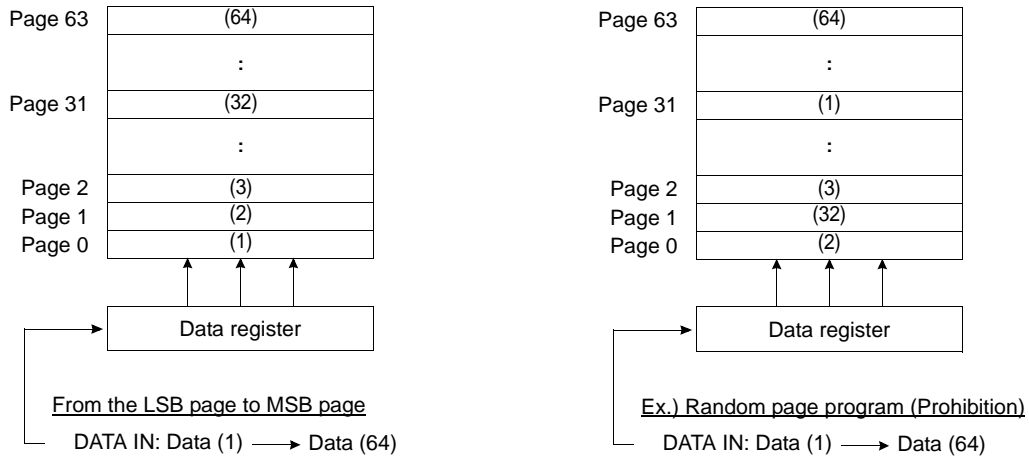 Page 63 (64)
:
Page 31 (32)
:
Page 2 (3)
Page 1 (2)
Page 0 (1)
Data register
From the LSB page to MSB page
DATA IN: Data (1) Data (64)
Page 63 (64)
:
Page 31 (1)
:
Page 2 (3)
Page 1 (32)
Page 0 (2)
Data register
Ex.) Random page program (Prohibition)
DATA IN: Data (1) Data (64)